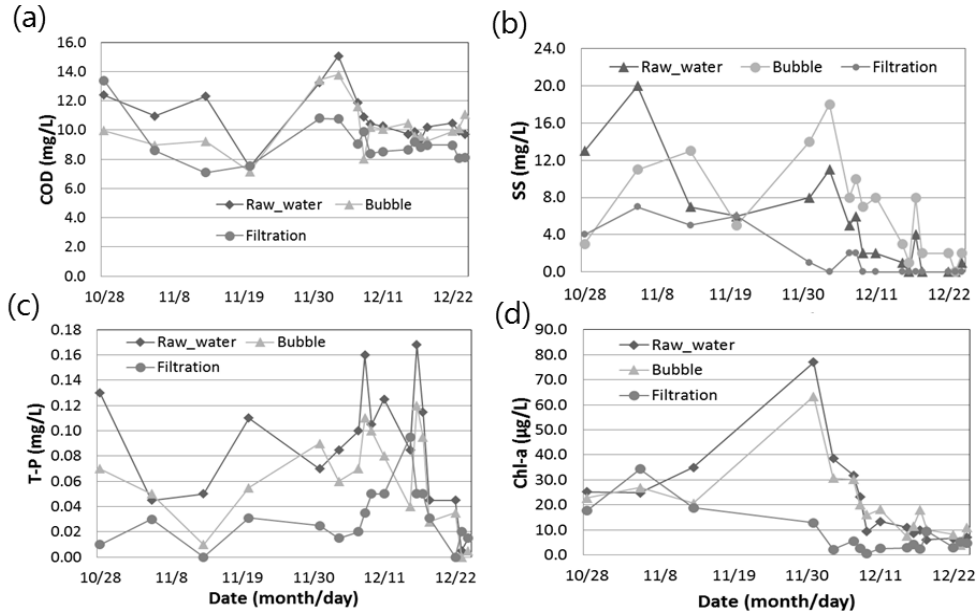 (a)
16.0
14.0
12.0
10.0
8.0
6.0
4.0
2.0
0.0
COD (mg/L)
Raw_water
Bubble
Filtration
10/28
11/8
11/19
11/30
12/11
12/22
(b)
24.0
20.0
16.0
12.0
8.0
4.0
0.0
SS (mg/L)
Raw_water
Bubble
Filtration
10/28
11/8
11/19
11/30
12/11
12/22
(c)
0.18
0.16
0.14
0.12
0.10
0.08
0.06
0.04
0.02
0.00
T-P (mg/L)
Raw_water
Bubble
Filtration
10/28
11/8
11/19
11/30
12/11
12/22
Date (month/day)
(d)
90.0
80.0
70.0
60.0
50.0
40.0
30.0
20.0
10.0
0.0
Chl-a (µg/L)
Raw_water
Bubble
Filtration
10/28
11/8
11/19
11/30
12/11
12/22
Date (month/day)